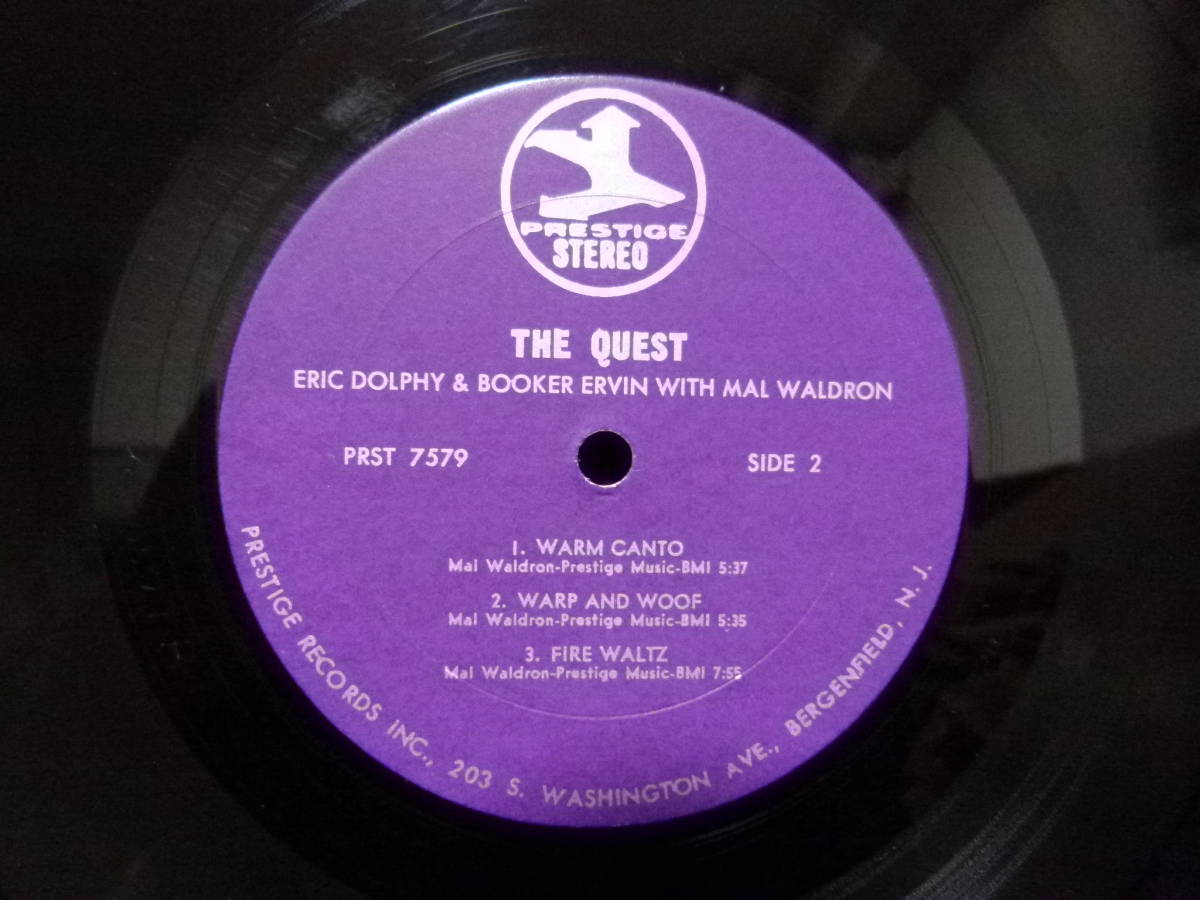 PRESTIGE
STEREO
THE QUEST
ERIC DOLPHY & BOOKER ERVIN WITH MAL WALDRON
PRST 7579
SIDE 2
1. WARM CANTO
Mal Waldron-Prestige Music-BMI 5:37
2. WARP AND WOOF
Mal Waldron-Prestige Music-BMI 5:35
3. FIRE WALTZ
Mal Waldron-Prestige Music-BMI 7:55
PRESTIGE RECORDS INC., 203 S. WASHINGTON AVE., BERGENFIELD, N. J.